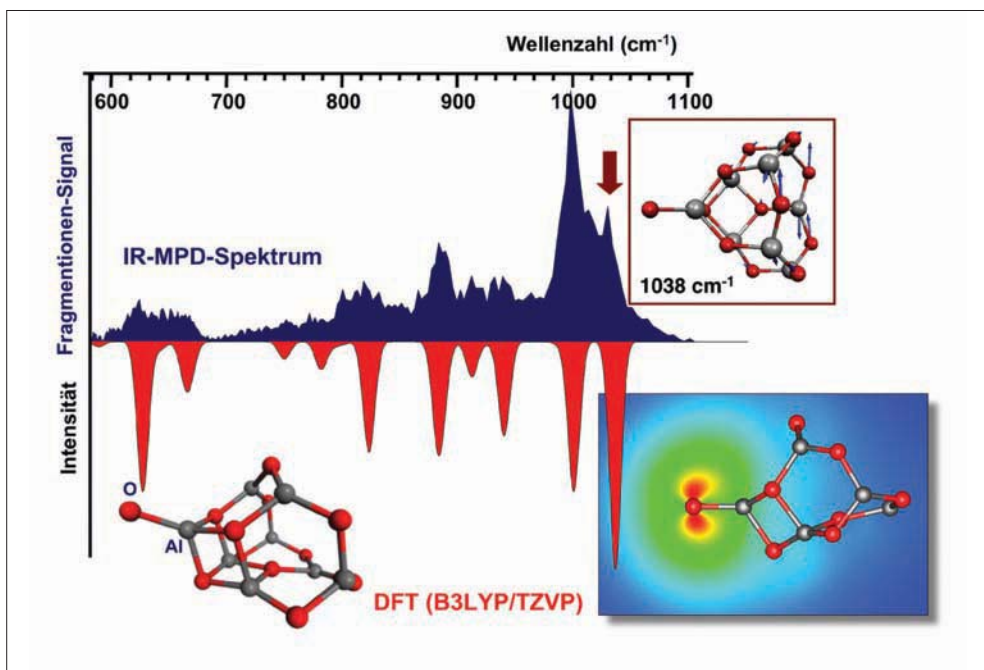 Wellenzahl (cm⁻¹)
600 700 800 900 1000 1100
Fragmentionen-Signal
IR-MPD-Spektrum
1038 cm⁻¹
Intensität
O
Al
DFT (B3LYP/TZVP)